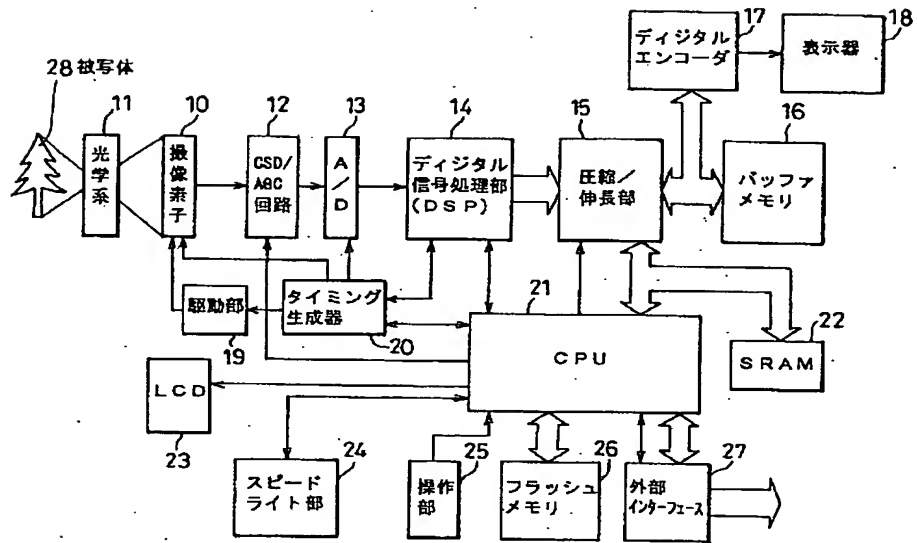 17
ディジタル
エンコーダ
18
表示器
28 被写体
11
光学系
10
撮像素子
12
CSD/
AGC
回路
13
A/D
14
ディジタル
信号処理部
(DSP)
15
圧縮/
伸長部
16
バッファ
メモリ
駆動部
19
タイミング
生成器
20
21
CPU
22
SRAM
LCD
23
24
スピード
ライト部
25
操作部
26
フラッシュ
メモリ
27
外部
インターフェース